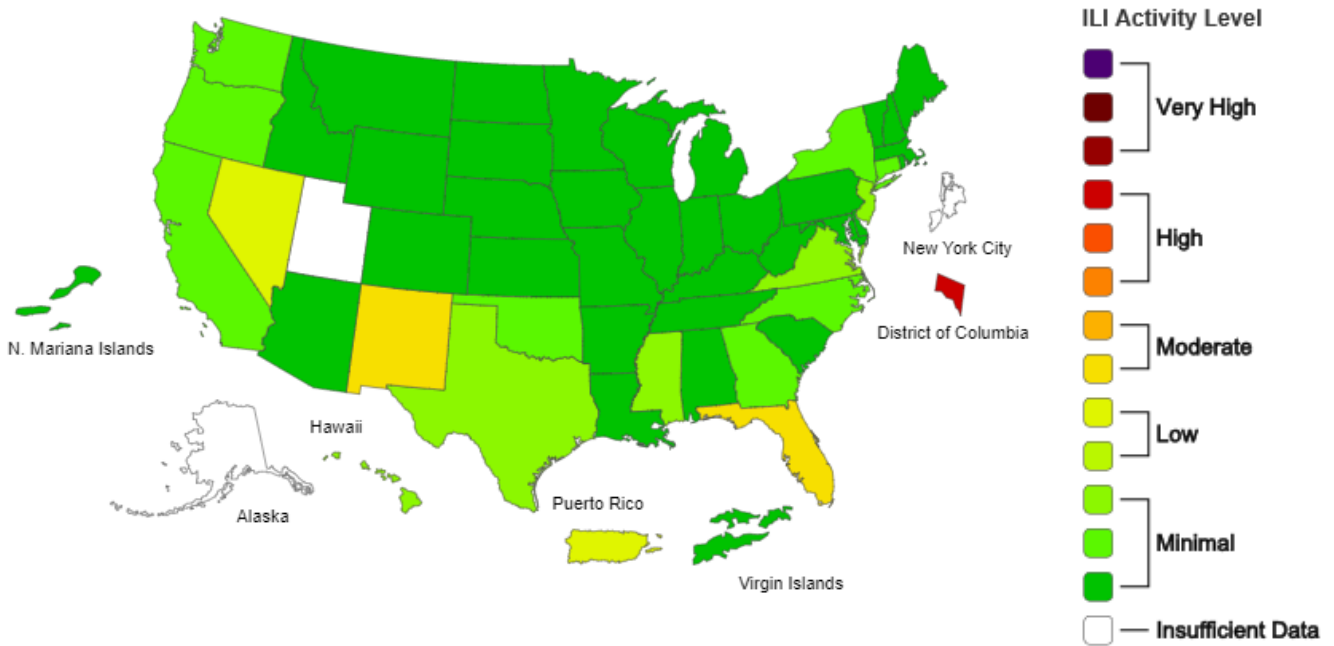 ILI Activity Level
Very High
High
New York City
District of Columbia
N. Mariana Islands
Moderate
Hawaii
Low
Alaska
Puerto Rico
Minimal
Virgin Islands
Insufficient Data